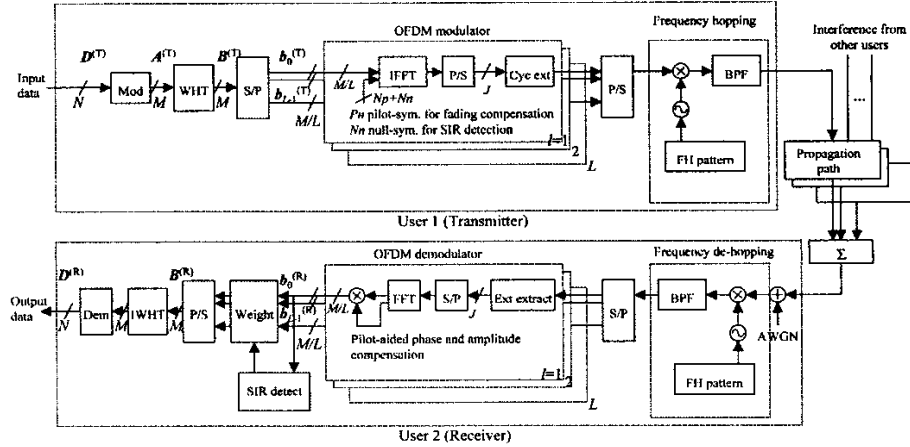 Frequency hopping
Interference from
other users
OFDM modulator
D(T)
A(T)
B(T)
b0(T)
Input
data
N
Mod
M
WHT
M
S/P
bL-1(T)
M/L
M/L
IFFT
P/S
J
Cyc ext
P/S
BPF
Np+Nn
Pn pilot-sym. for fading compensation
Nn null-sym. for SIR detection
l=1
2
L
FH pattern
Propagation
path
User 1 (Transmitter)
Σ
OFDM demodulator
Frequency de-hopping
D(R)
B(R)
b0(R)
Output
data
N
Dem
M
IWHT
M
P/S
Weight
bL-1(R)
M/L
M/L
FFT
S/P
J
Ext extract
S/P
BPF
AWGN
Pilot-aided phase and amplitude
compensation
l=1
2
L
SIR detect
FH pattern
User 2 (Receiver)